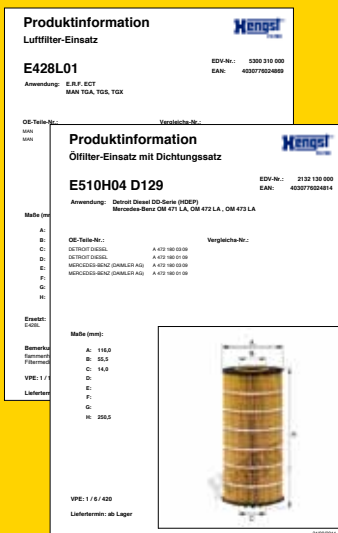 Produktinformation
Luftfilter-Einsatz
Hengst
E428L01
EDV-Nr.: 5300 310 000
EAN: 4030776024869
Anwendung: E.R.F. ECT
MAN TGA, TGS, TGX
OE-Teile-Nr.: Vergleichs-Nr.:
MAN
MAN
Maße (mm
A:
B:
C:
D:
E:
F:
G:
H:
Ersetzt:
E428L
Bemerku
flammenh
Filtermedi
VPE: 1 / 1
Lieferterm
Produktinformation
Ölfilter-Einsatz mit Dichtungssatz
Hengst
E510H04 D129
EDV-Nr.: 2132 130 000
EAN: 4030776024814
Anwendung: Detroit Diesel DD-Serie (HDEP)
Mercedes-Benz OM 471 LA, OM 472 LA , OM 473 LA
OE-Teile-Nr.: Vergleichs-Nr.:
DETROIT DIESEL A 472 180 03 09
DETROIT DIESEL A 472 180 01 09
MERCEDES-BENZ (DAIMLER AG) A 472 180 03 09
MERCEDES-BENZ (DAIMLER AG) A 472 180 01 09
Maße (mm):
A: 116,0
B: 55,5
C: 14,0
D:
E:
F:
G:
H: 250,5
VPE: 1 / 6 / 420
Liefertermin: ab Lager